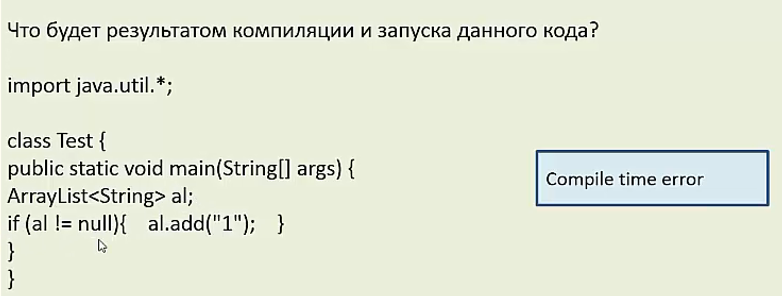 Что будет результатом компиляции и запуска данного кода?
import java.util.*;
class Test {
public static void main(String[] args) {
ArrayList<String> al;
if (al != null){    al.add("1");    }
}
}
Compile time error